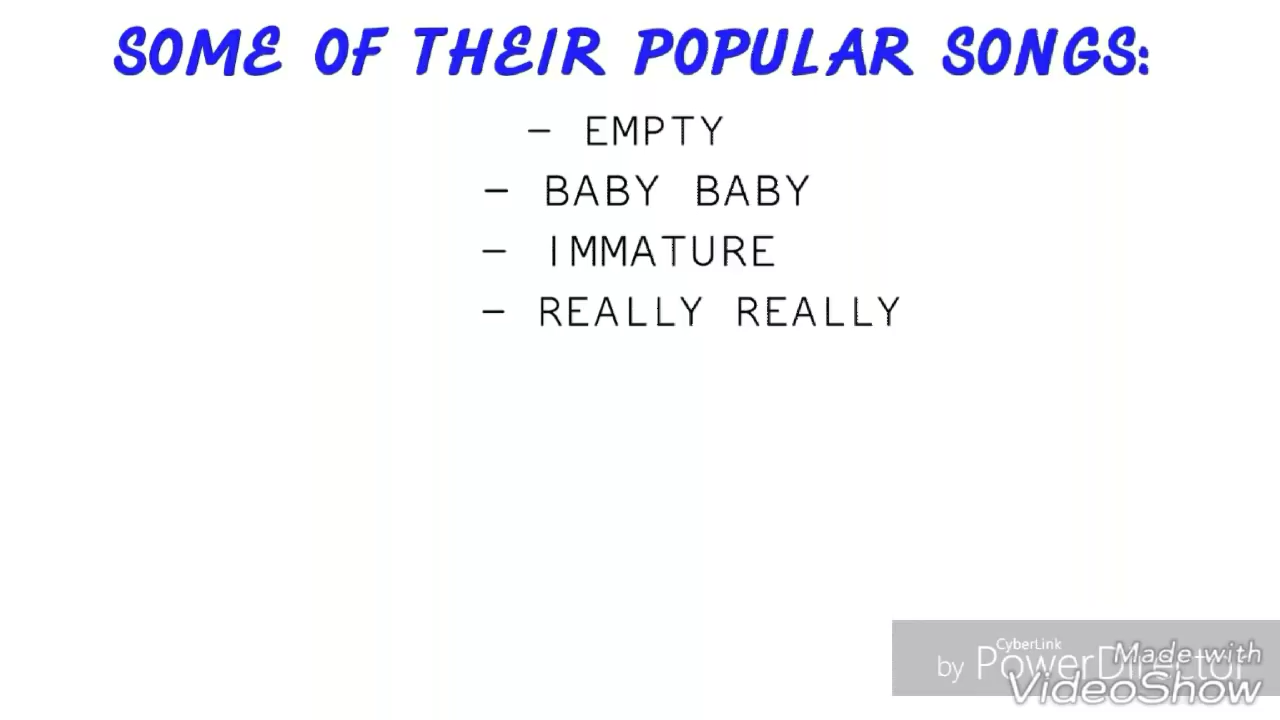 SOME OF THEIR POPULAR SONGS:
- EMPTY
- BABY BABY
- IMMATURE
- REALLY REALLY
CyberLink
by PowerDirector
Made with
VideoShow